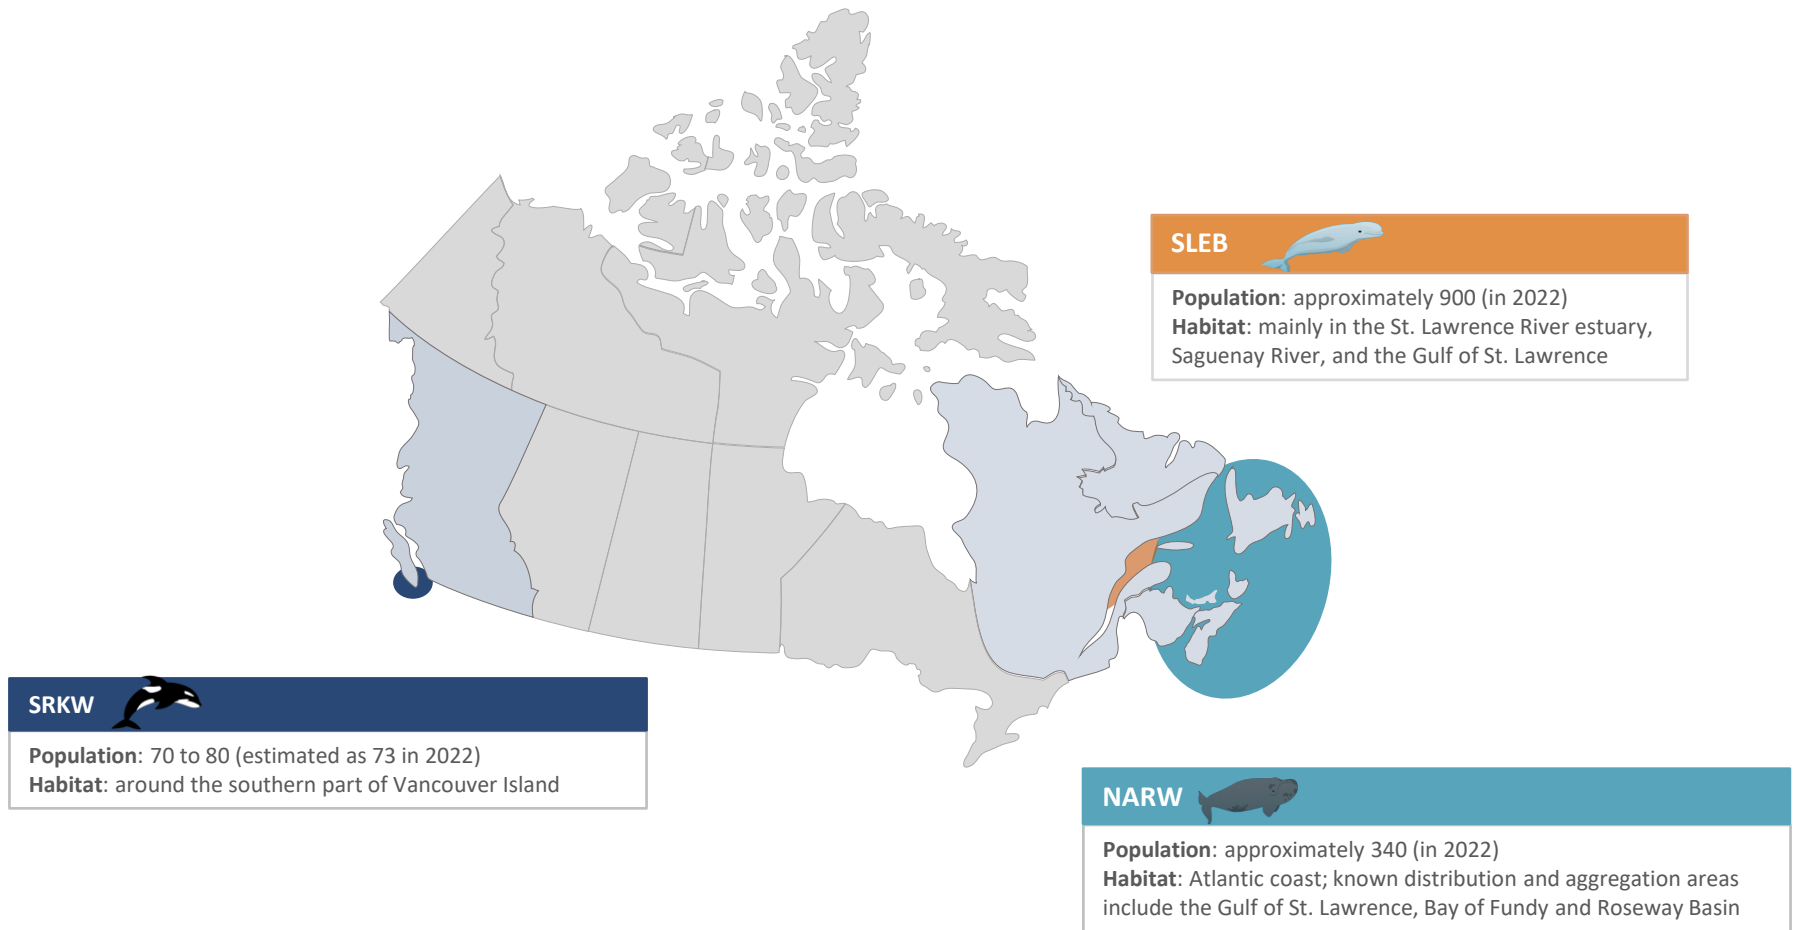 SLEB
Population: approximately 900 (in 2022)
Habitat: mainly in the St. Lawrence River estuary,
Saguenay River, and the Gulf of St. Lawrence
SRKW
Population: 70 to 80 (estimated as 73 in 2022)
Habitat: around the southern part of Vancouver Island
NARW
Population: approximately 340 (in 2022)
Habitat: Atlantic coast; known distribution and aggregation areas
include the Gulf of St. Lawrence, Bay of Fundy and Roseway Basin